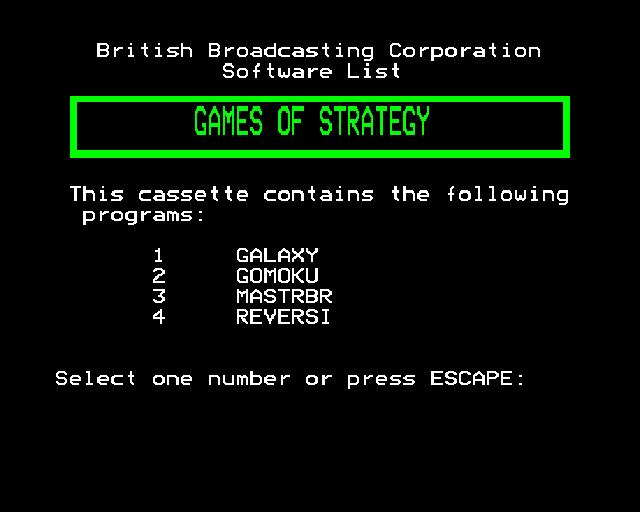 British Broadcasting Corporation
Software List
GAMES OF STRATEGY
This cassette contains the following
programs:
1 GALAXY
2 GOMOKU
3 MASTRBR
4 REVERSI
Select one number or press ESCAPE: